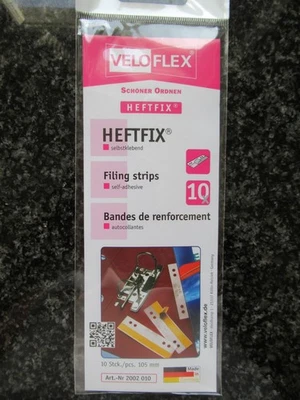 VELOFLEX®
SCHÖNER ORDNEN
HEFTFIX®
HEFTFIX®
selbstklebend
Filing strips
self-adhesive
10
Bandes de renforcement
autocollantes
www.veloflex.de
10 Stck./pcs. 105 mm
Art.-Nr 2002 010
Made